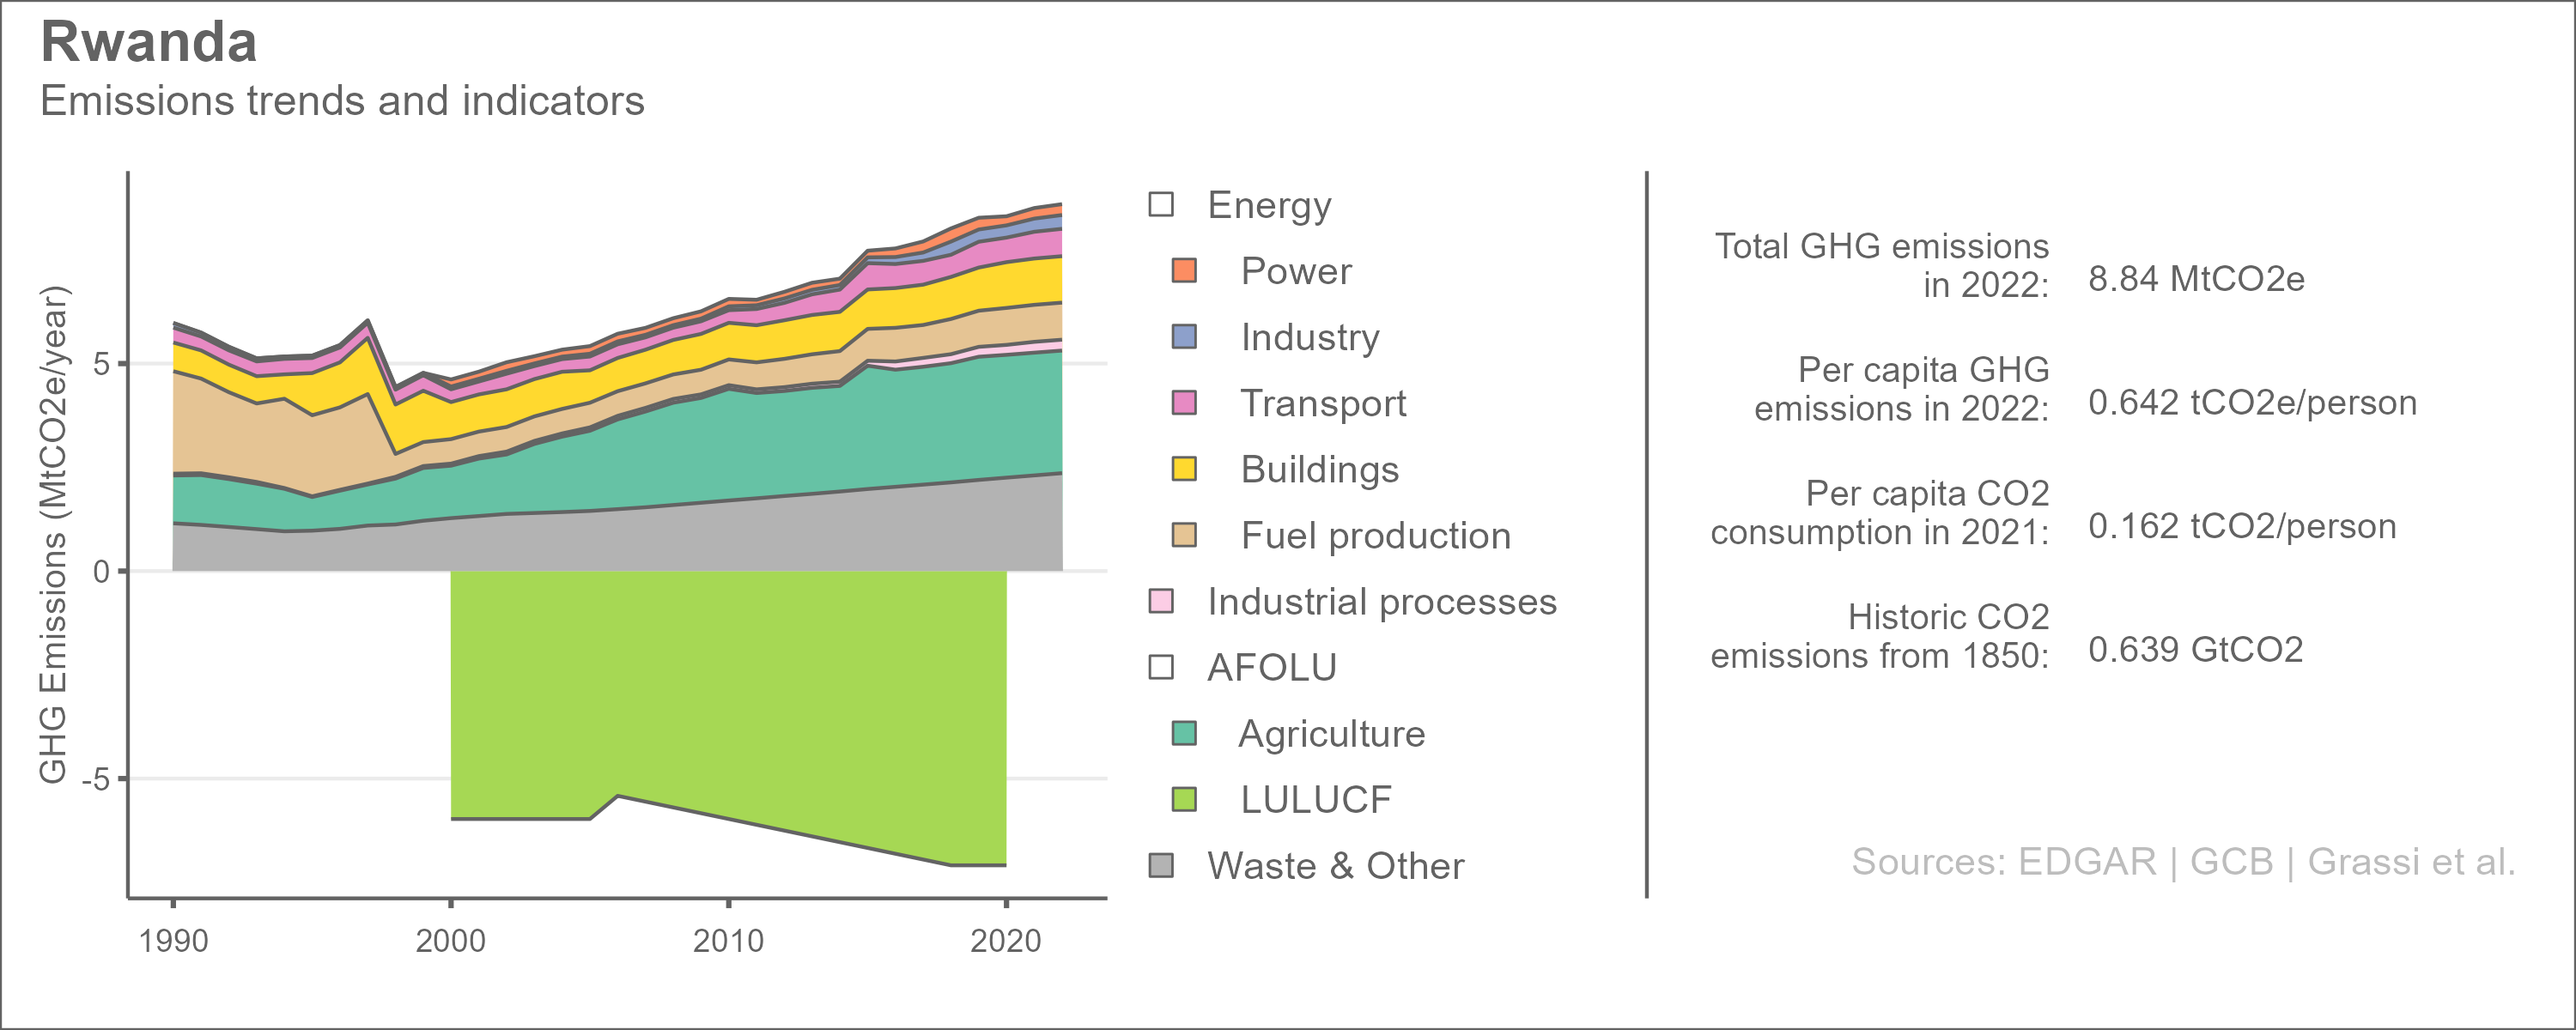 Rwanda
Emissions trends and indicators
GHG Emissions (MtCO2e/year)
5
0
-5
1990
2000
2010
2020
Energy
Power
Industry
Transport
Buildings
Fuel production
Industrial processes
AFOLU
Agriculture
LULUCF
Waste & Other
Total GHG emissions
in 2022:
8.84 MtCO2e
Per capita GHG
emissions in 2022:
0.642 tCO2e/person
Per capita CO2
consumption in 2021:
0.162 tCO2/person
Historic CO2
emissions from 1850:
0.639 GtCO2
Sources: EDGAR | GCB | Grassi et al.